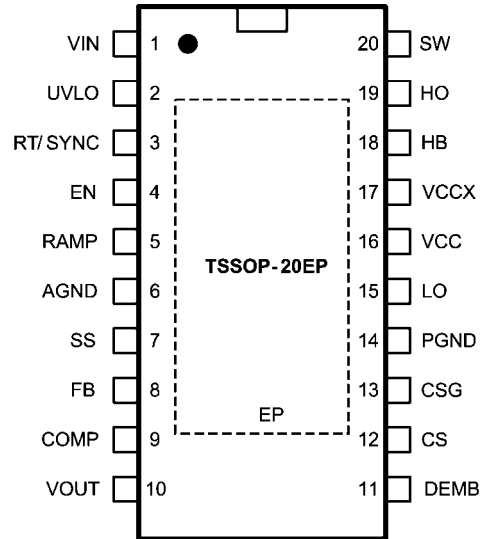 VIN 1 20 SW
UVLO 2 19 HO
RT/SYNC 3 18 HB
EN 4 17 VCCX
RAMP 5 16 VCC
TSSOP-20EP
AGND 6 15 LO
SS 7 14 PGND
FB 8 13 CSG
EP
COMP 9 12 CS
VOUT 10 11 DEMB